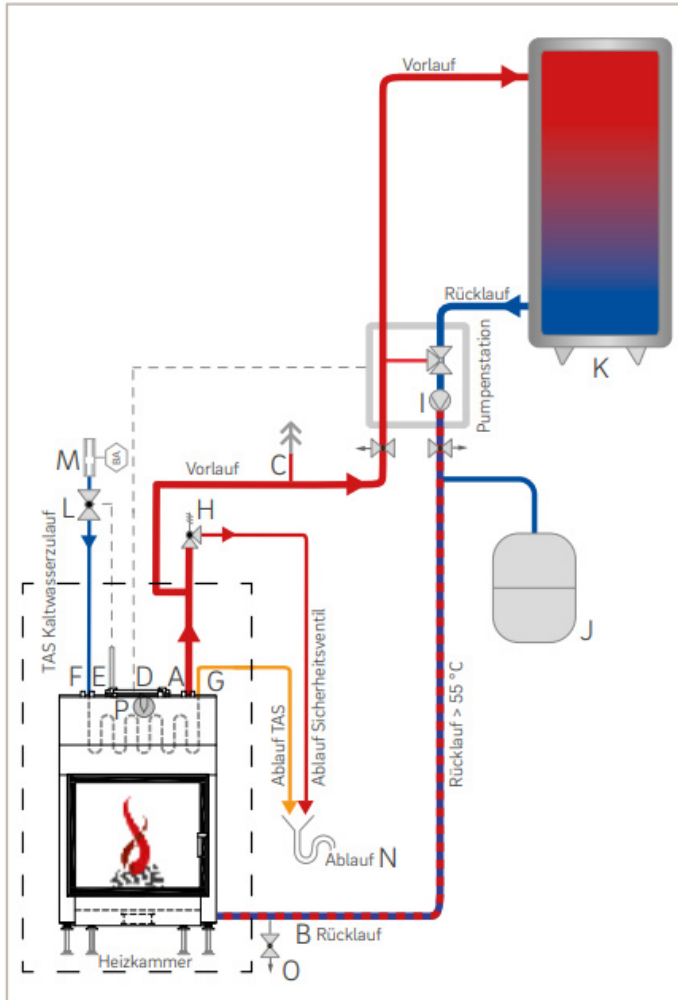 Vorlauf
Rücklauf
K
Pumpenstation
I
M
BA
C
Vorlauf
L
H
TAS Kaltwasserzulauf
J
F
E
D
A
G
P
Ablauf TAS
Ablauf Sicherheitsventil
Rücklauf > 55 °C
Ablauf N
B Rücklauf
Heizkammer
O